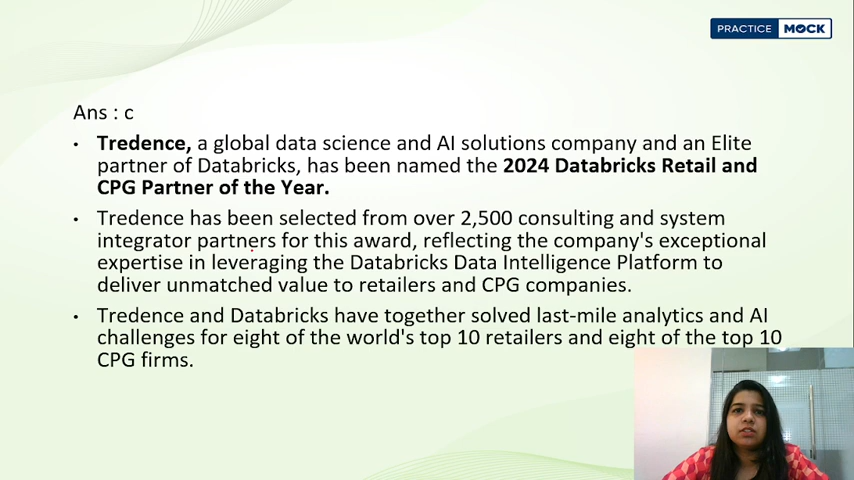 PRACTICE MOCK
Ans : c
• Tredence, a global data science and AI solutions company and an Elite
partner of Databricks, has been named the 2024 Databricks Retail and
CPG Partner of the Year.
• Tredence has been selected from over 2,500 consulting and system
integrator partners for this award, reflecting the company's exceptional
expertise in leveraging the Databricks Data Intelligence Platform to
deliver unmatched value to retailers and CPG companies.
• Tredence and Databricks have together solved last-mile analytics and AI
challenges for eight of the world's top 10 retailers and eight of the top 10
CPG firms.